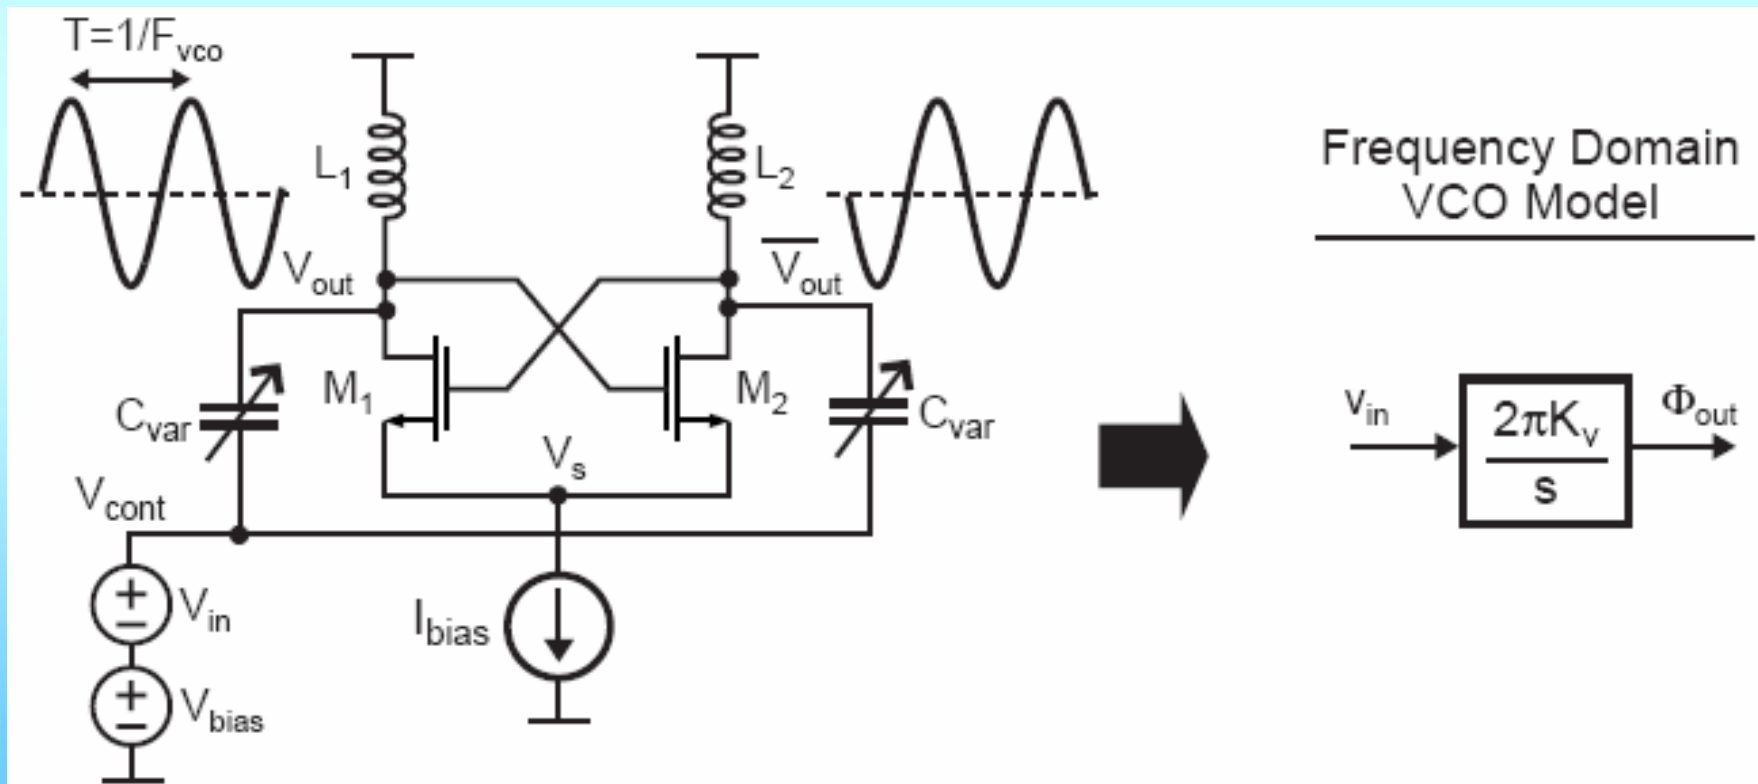 T=1/Fvco
L1
L2
Vout
V̅out
M1
M2
Cvar
Cvar
Vs
Vcont
+
−
Vin
Ibias
+
−
Vbias
Frequency Domain
VCO Model
vin
2πKv
s
Φout